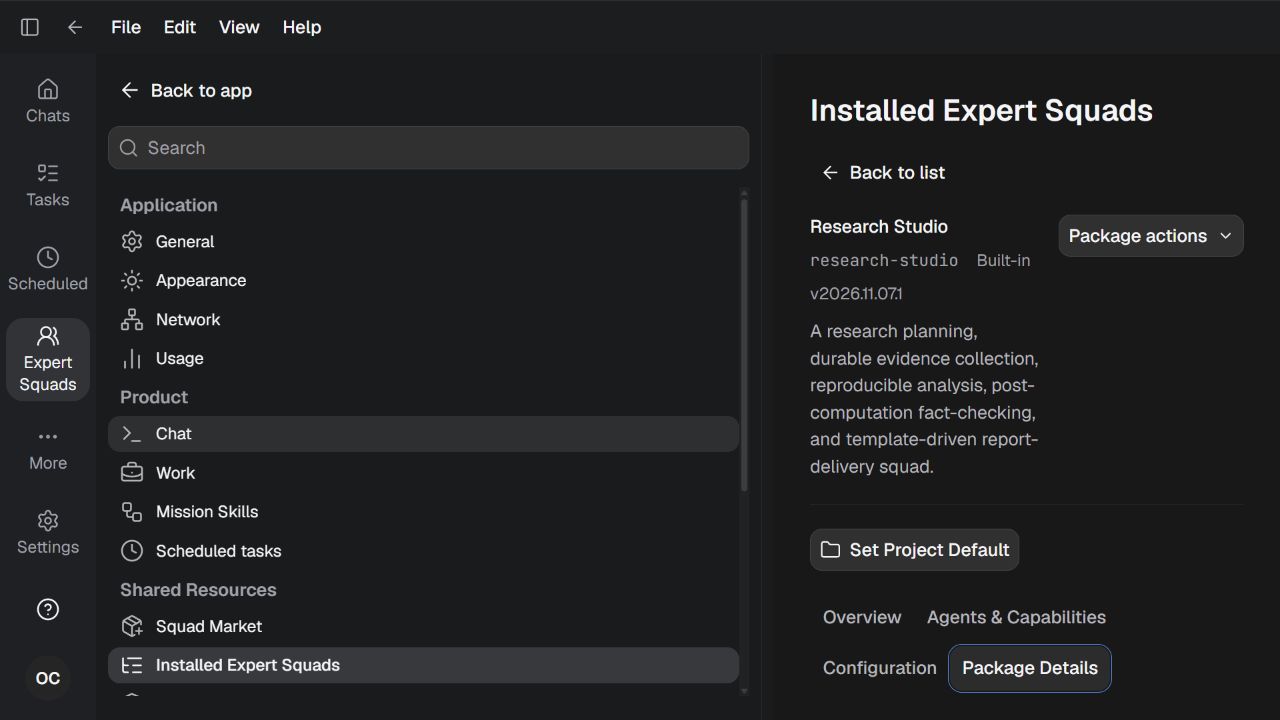 File Edit View Help
Chats
Tasks
Scheduled
Expert
Squads
More
Settings
OC
Back to app
Search
Application
General
Appearance
Network
Usage
Product
Chat
Work
Mission Skills
Scheduled tasks
Shared Resources
Squad Market
Installed Expert Squads
Installed Expert Squads
Back to list
Research Studio
Package actions
research-studio Built-in
v2026.11.07.1
A research planning,
durable evidence collection,
reproducible analysis, post-
computation fact-checking,
and template-driven report-
delivery squad.
Set Project Default
Overview Agents & Capabilities
Configuration Package Details